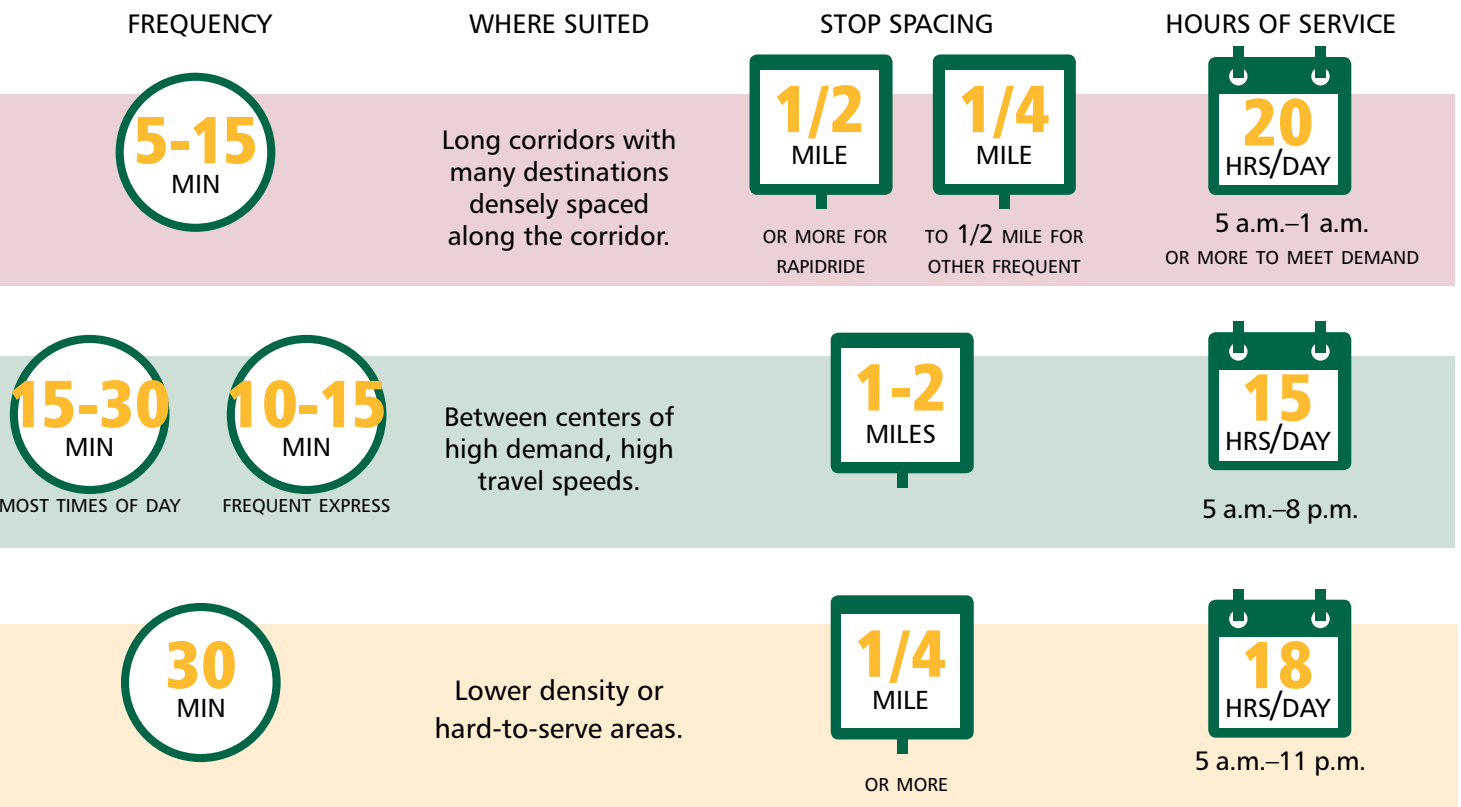 FREQUENCY
WHERE SUITED
STOP SPACING
HOURS OF SERVICE
5-15
MIN
Long corridors with
many destinations
densely spaced
along the corridor.
1/2
MILE
OR MORE FOR
RAPIDRIDE
1/4
MILE
TO 1/2 MILE FOR
OTHER FREQUENT
20
HRS/DAY
5 a.m.–1 a.m.
OR MORE TO MEET DEMAND
15-30
MIN
MOST TIMES OF DAY
10-15
MIN
FREQUENT EXPRESS
Between centers of
high demand, high
travel speeds.
1-2
MILES
15
HRS/DAY
5 a.m.–8 p.m.
30
MIN
Lower density or
hard-to-serve areas.
1/4
MILE
OR MORE
18
HRS/DAY
5 a.m.–11 p.m.